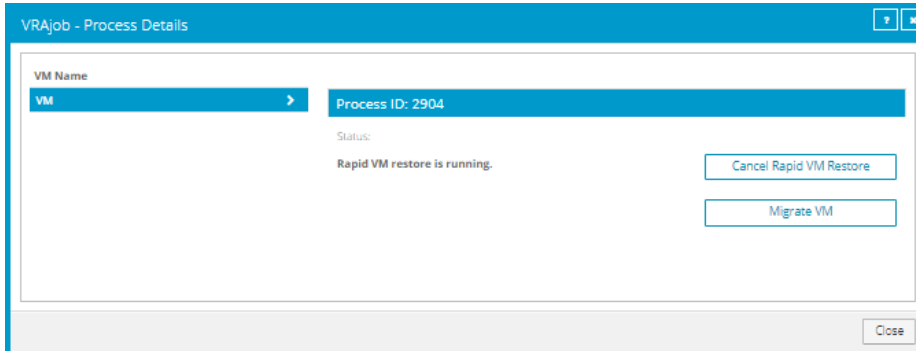 VRAjob - Process Details
?
VM Name
VM
Process ID: 2904
Status:
Rapid VM restore is running.
Cancel Rapid VM Restore
Migrate VM
Close